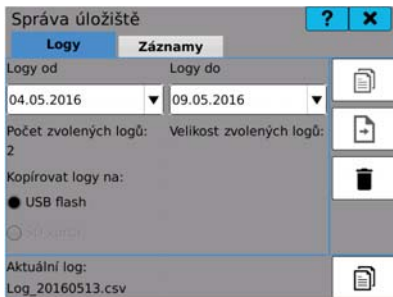 Správa úložiště
? ×
Logy Záznamy
Logy od Logy do
04.05.2016 09.05.2016
Počet zvolených logů: Velikost zvolených logů:
2
Kopírovat logy na:
USB flash
Aktuální log:
Log_20160513.csv